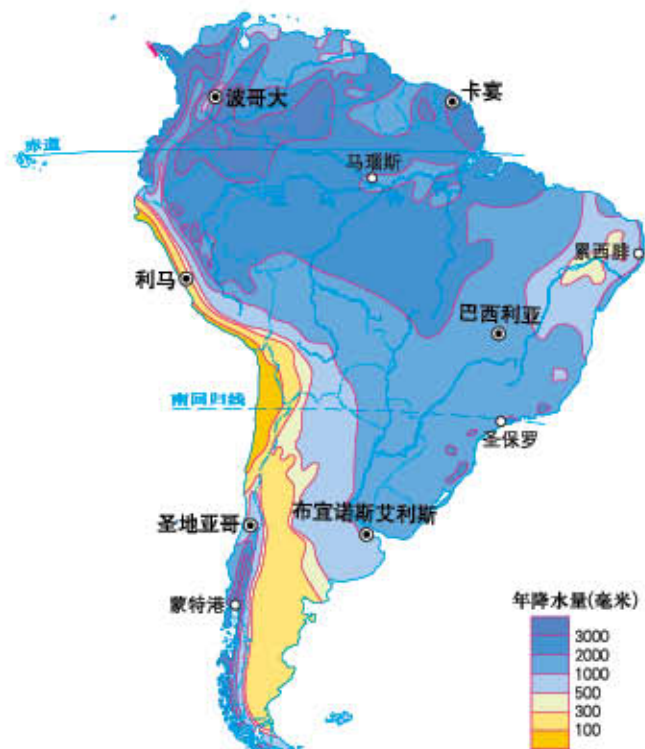 波哥大
卡宴
赤道
马瑙斯
累西腓
利马
巴西利亚
南回归线
圣保罗
圣地亚哥
布宜诺斯艾利斯
蒙特港
年降水量(毫米)
3000
2000
1000
500
300
100